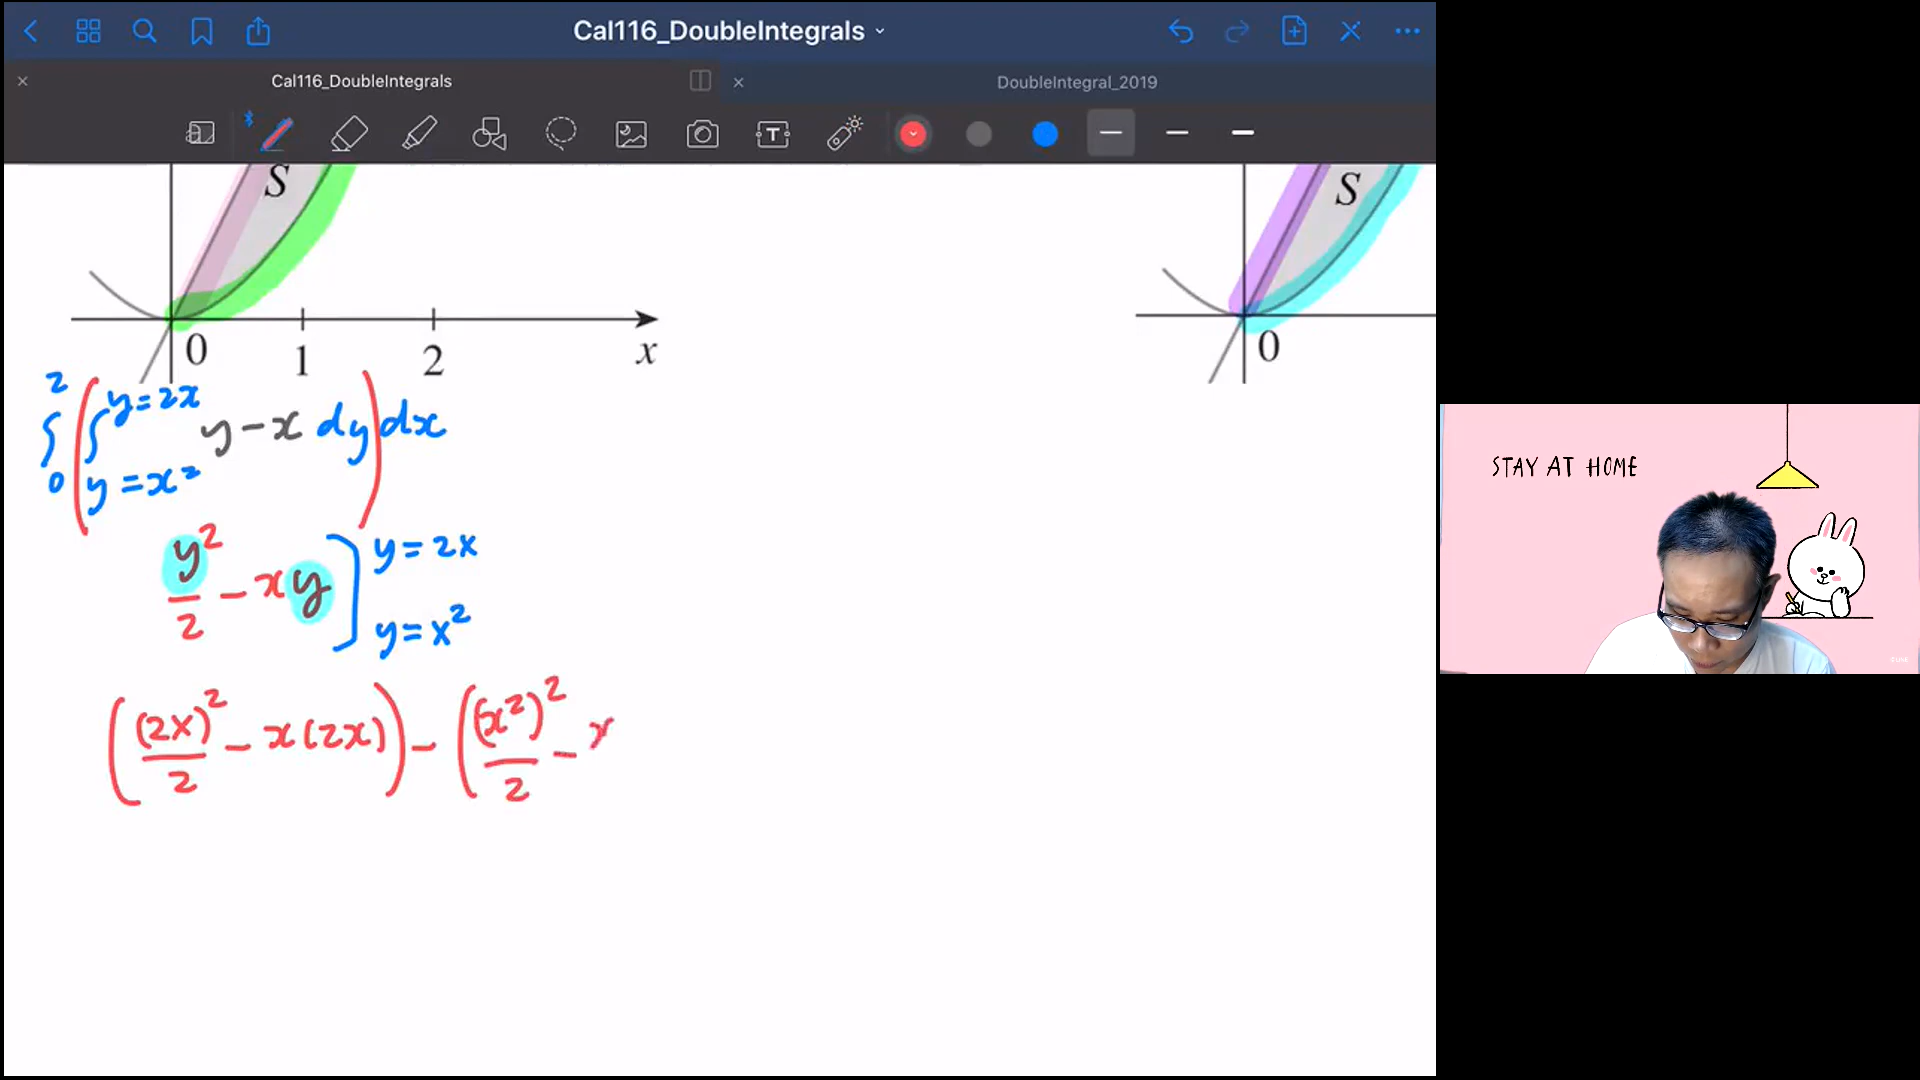 Cal116_DoubleIntegrals
Cal116_DoubleIntegrals
DoubleIntegral_2019
T
S
S
0
1
2
x
0
∫_0^2 ( ∫_{y=x²}^{y=2x} y-x dy ) dx
y²/2 - xy ] y=2x
y=x²
( (2x)²/2 - x(2x) ) - ( (x²)²/2 - x
STAY AT HOME